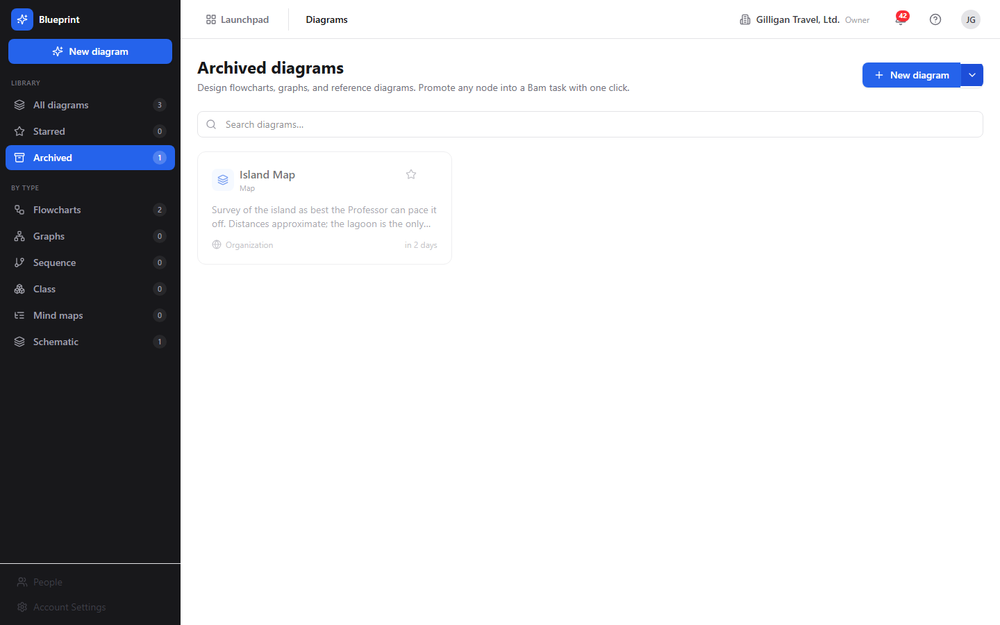 Blueprint
New diagram
LIBRARY
All diagrams 3
Starred 0
Archived 1
BY TYPE
Flowcharts 2
Graphs 0
Sequence 0
Class 0
Mind maps 0
Schematic 1
People
Account Settings
Launchpad
Diagrams
Gilligan Travel, Ltd. Owner
42
JG
Archived diagrams
Design flowcharts, graphs, and reference diagrams. Promote any node into a Bam task with one click.
New diagram
Search diagrams...
Island Map
Map
Survey of the island as best the Professor can pace it
off. Distances approximate; the lagoon is the only...
Organization
in 2 days